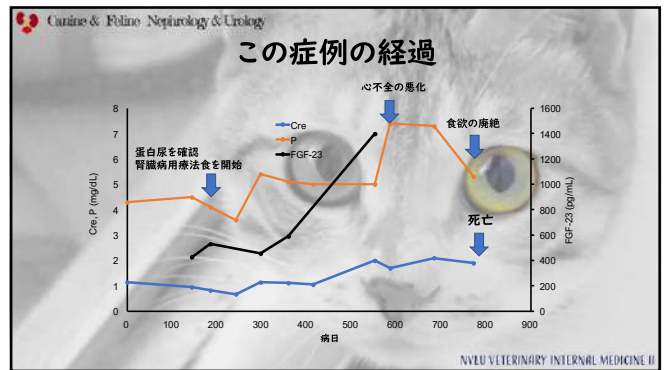 Canine & Feline Nephrology & Urology
この症例の経過
心不全の悪化
食欲の廃絶
蛋白尿を確認
腎臓病用療法食を開始
死亡
Cre
P
FGF-23
Cre, P (mg/dL)
8
7
6
5
4
3
2
1
0
FGF-23 (pg/mL)
1600
1400
1200
1000
800
600
400
200
0
0 100 200 300 400 500 600 700 800 900
病日
NVLU VETERINARY INTERNAL MEDICINE II